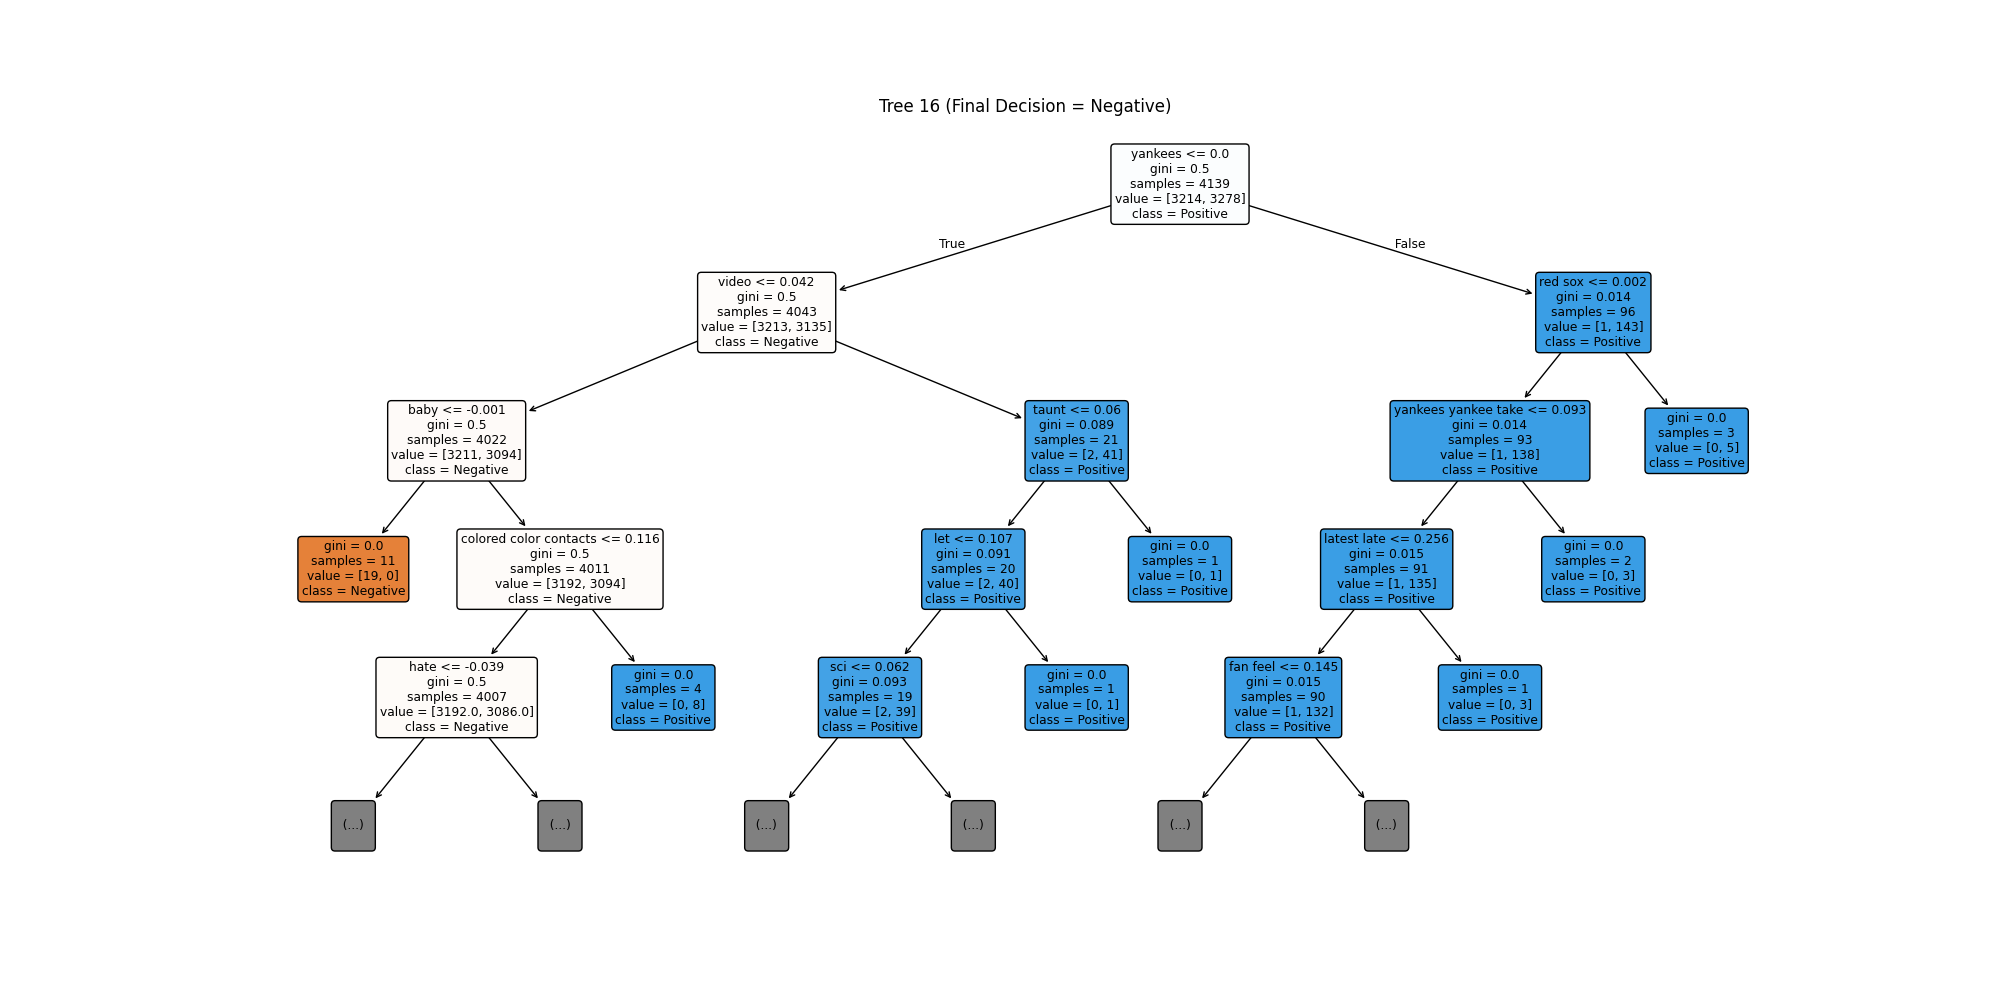 Tree 16 (Final Decision = Negative)
yankees <= 0.0
gini = 0.5
samples = 4139
value = [3214, 3278]
class = Positive
True
False
video <= 0.042
gini = 0.5
samples = 4043
value = [3213, 3135]
class = Negative
red sox <= 0.002
gini = 0.014
samples = 96
value = [1, 143]
class = Positive
baby <= -0.001
gini = 0.5
samples = 4022
value = [3211, 3094]
class = Negative
taunt <= 0.06
gini = 0.089
samples = 21
value = [2, 41]
class = Positive
yankees yankee take <= 0.093
gini = 0.014
samples = 93
value = [1, 138]
class = Positive
gini = 0.0
samples = 3
value = [0, 5]
class = Positive
gini = 0.0
samples = 11
value = [19, 0]
class = Negative
colored color contacts <= 0.116
gini = 0.5
samples = 4011
value = [3192, 3094]
class = Negative
let <= 0.107
gini = 0.091
samples = 20
value = [2, 40]
class = Positive
gini = 0.0
samples = 1
value = [0, 1]
class = Positive
latest late <= 0.256
gini = 0.015
samples = 91
value = [1, 135]
class = Positive
gini = 0.0
samples = 2
value = [0, 3]
class = Positive
hate <= -0.039
gini = 0.5
samples = 4007
value = [3192.0, 3086.0]
class = Negative
gini = 0.0
samples = 4
value = [0, 8]
class = Positive
sci <= 0.062
gini = 0.093
samples = 19
value = [2, 39]
class = Positive
gini = 0.0
samples = 1
value = [0, 1]
class = Positive
fan feel <= 0.145
gini = 0.015
samples = 90
value = [1, 132]
class = Positive
gini = 0.0
samples = 1
value = [0, 3]
class = Positive
(...)
(...)
(...)
(...)
(...)
(...)